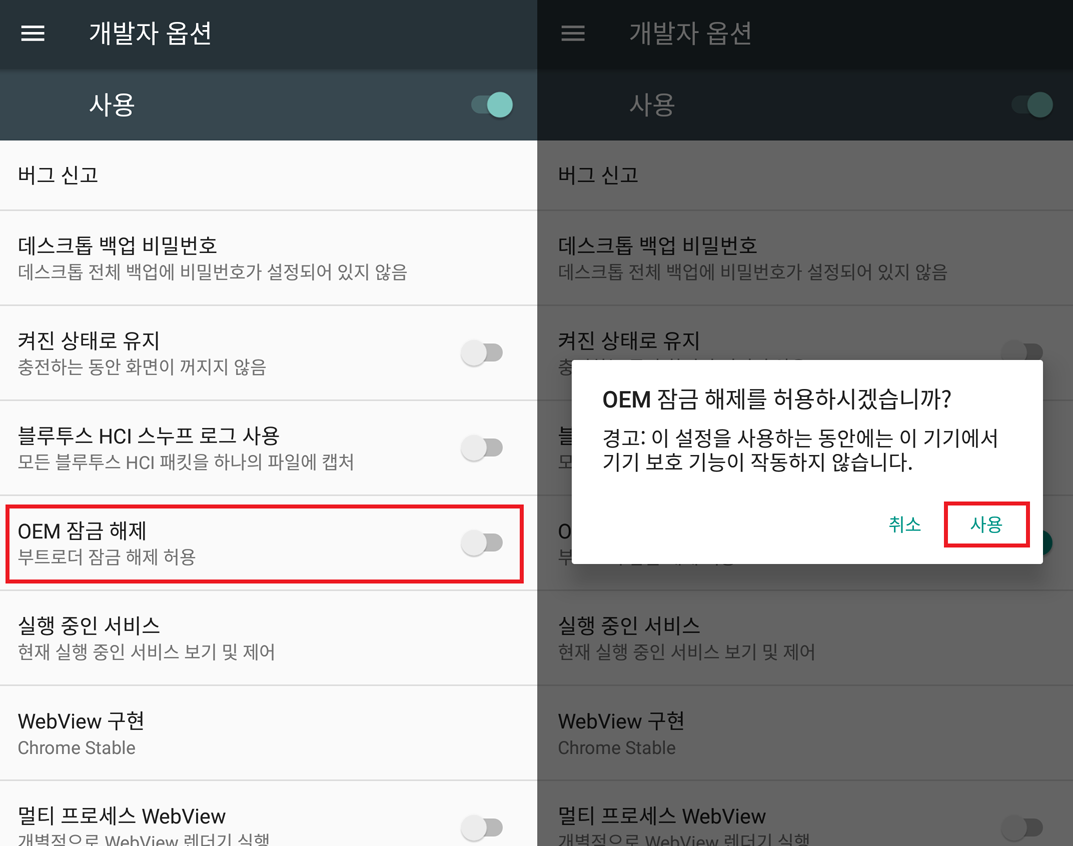 개발자 옵션
사용
버그 신고
데스크톱 백업 비밀번호
데스크톱 전체 백업에 비밀번호가 설정되어 있지 않음
켜진 상태로 유지
충전하는 동안 화면이 꺼지지 않음
블루투스 HCI 스누프 로그 사용
모든 블루투스 HCI 패킷을 하나의 파일에 캡처
OEM 잠금 해제
부트로더 잠금 해제 허용
실행 중인 서비스
현재 실행 중인 서비스 보기 및 제어
WebView 구현
Chrome Stable
멀티 프로세스 WebView
개별적으로 WebView 렌더기 실행
개발자 옵션
사용
버그 신고
데스크톱 백업 비밀번호
데스크톱 전체 백업에 비밀번호가 설정되어 있지 않음
켜진 상태로 유지
OEM 잠금 해제를 허용하시겠습니까?
경고: 이 설정을 사용하는 동안에는 이 기기에서
기기 보호 기능이 작동하지 않습니다.
취소 사용
실행 중인 서비스
현재 실행 중인 서비스 보기 및 제어
WebView 구현
Chrome Stable
멀티 프로세스 WebView
개별적으로 WebView 렌더기 실행